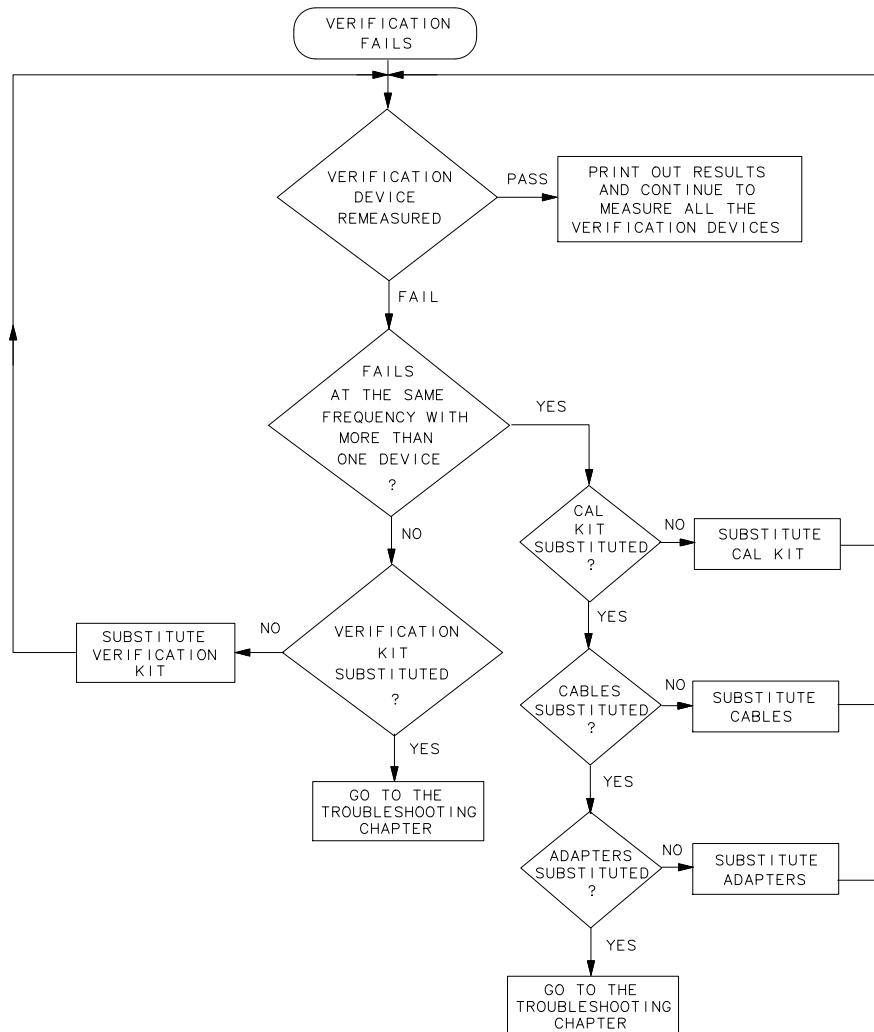 VERIFICATION
FAILS
VERIFICATION
DEVICE
REMEASURED
PASS
PRINT OUT RESULTS
AND CONTINUE TO
MEASURE ALL THE
VERIFICATION DEVICES
FAIL
FAILS
AT THE SAME
FREQUENCY WITH
MORE THAN
ONE DEVICE
?
YES
NO
CAL
KIT
SUBSTITUTED
?
NO
SUBSTITUTE
CAL KIT
YES
VERIFICATION
KIT
SUBSTITUTED
?
NO
SUBSTITUTE
VERIFICATION
KIT
YES
GO TO THE
TROUBLESHOOTING
CHAPTER
CABLES
SUBSTITUTED
?
NO
SUBSTITUTE
CABLES
YES
ADAPTERS
SUBSTITUTED
?
NO
SUBSTITUTE
ADAPTERS
YES
GO TO THE
TROUBLESHOOTING
CHAPTER